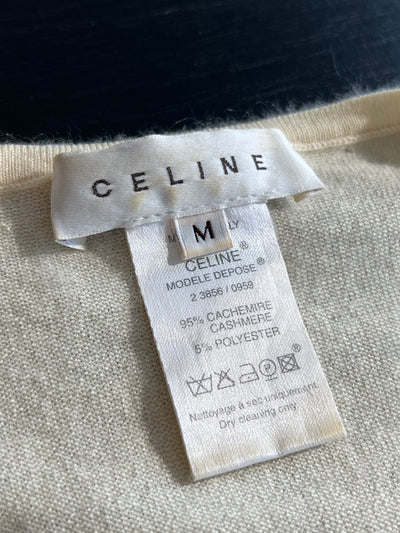 CELINE
M
CELINE®
MODELE DEPOSE®
2 3856 / 0959
95% CACHEMIRE
CASHMERE
5% POLYESTER
Nettoyage à sec uniquement
Dry cleaning only